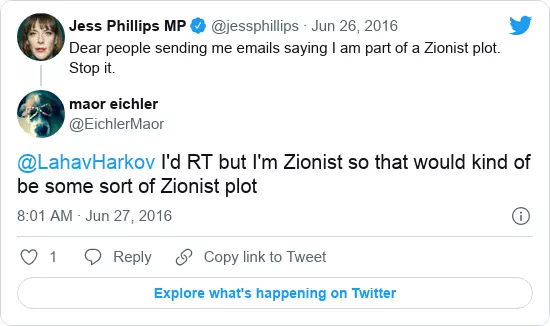 Jess Phillips MP @jessphillips · Jun 26, 2016
Dear people sending me emails saying I am part of a Zionist plot.
Stop it.
maor eichler
@EichlerMaor
@LahavHarkov I'd RT but I'm Zionist so that would kind of
be some sort of Zionist plot
8:01 AM · Jun 27, 2016
1 Reply Copy link to Tweet
Explore what's happening on Twitter